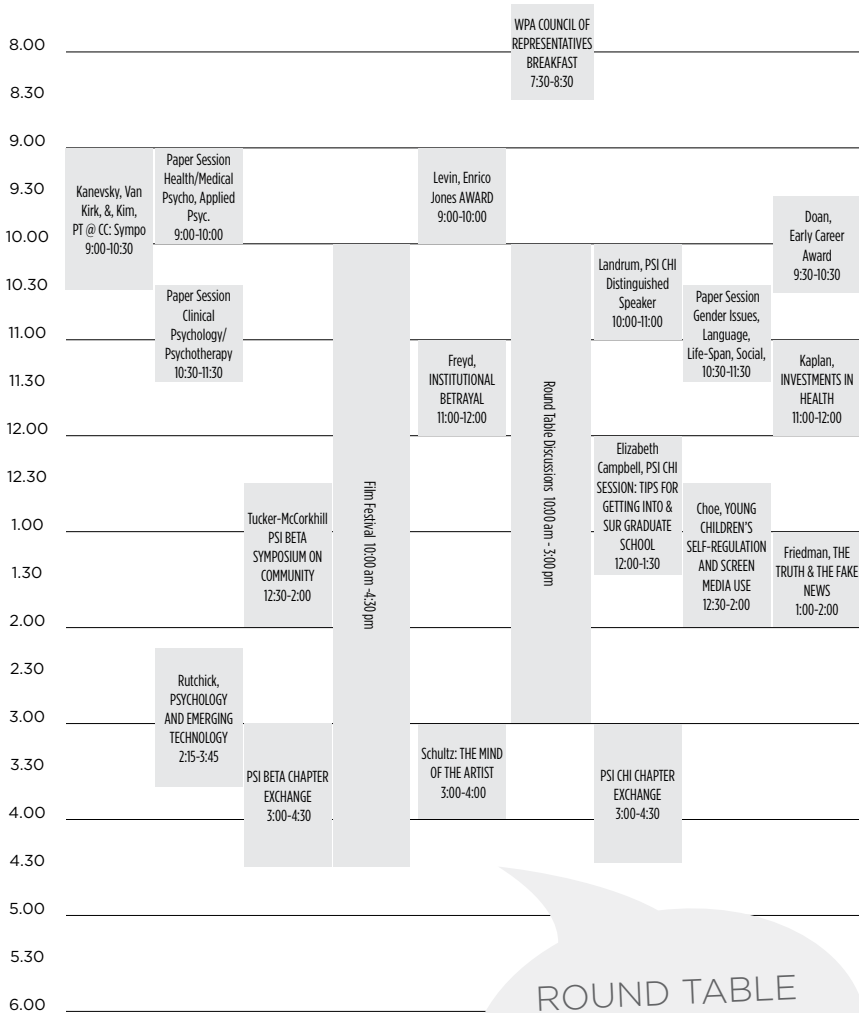 8.00
8.30
9.00
9.30
10.00
10.30
11.00
11.30
12.00
12.30
1.00
1.30
2.00
2.30
3.00
3.30
4.00
4.30
5.00
5.30
6.00
Kanevsky, Van
Kirk, &, Kim,
PT @ CC: Sympo
9:00-10:30
Paper Session
Health/Medical
Psycho, Applied
Psyc.
9:00-10:00
Paper Session
Clinical
Psychology/
Psychotherapy
10:30-11:30
Rutchick,
PSYCHOLOGY
AND EMERGING
TECHNOLOGY
2:15-3:45
Tucker-McCorkhill
PSI BETA
SYMPOSIUM ON
COMMUNITY
12:30-2:00
PSI BETA CHAPTER
EXCHANGE
3:00-4:30
Film Festival 10:00 am -4:30 pm
Levin, Enrico
Jones AWARD
9:00-10:00
Freyd,
INSTITUTIONAL
BETRAYAL
11:00-12:00
Schultz: THE MIND
OF THE ARTIST
3:00-4:00
WPA COUNCIL OF
REPRESENTATIVES
BREAKFAST
7:30-8:30
Round Table Discussions 10:00 am - 3:00 pm
Landrum, PSI CHI
Distinguished
Speaker
10:00-11:00
Elizabeth
Campbell, PSI CHI
SESSION: TIPS FOR
GETTING INTO &
SUR GRADUATE
SCHOOL
12:00-1:30
PSI CHI CHAPTER
EXCHANGE
3:00-4:30
Paper Session
Gender Issues,
Language,
Life-Span, Social,
10:30-11:30
Choe, YOUNG
CHILDREN'S
SELF-REGULATION
AND SCREEN
MEDIA USE
12:30-2:00
Doan,
Early Career
Award
9:30-10:30
Kaplan,
INVESTMENTS IN
HEALTH
11:00-12:00
Friedman, THE
TRUTH & THE FAKE
NEWS
1:00-2:00
ROUND TABLE